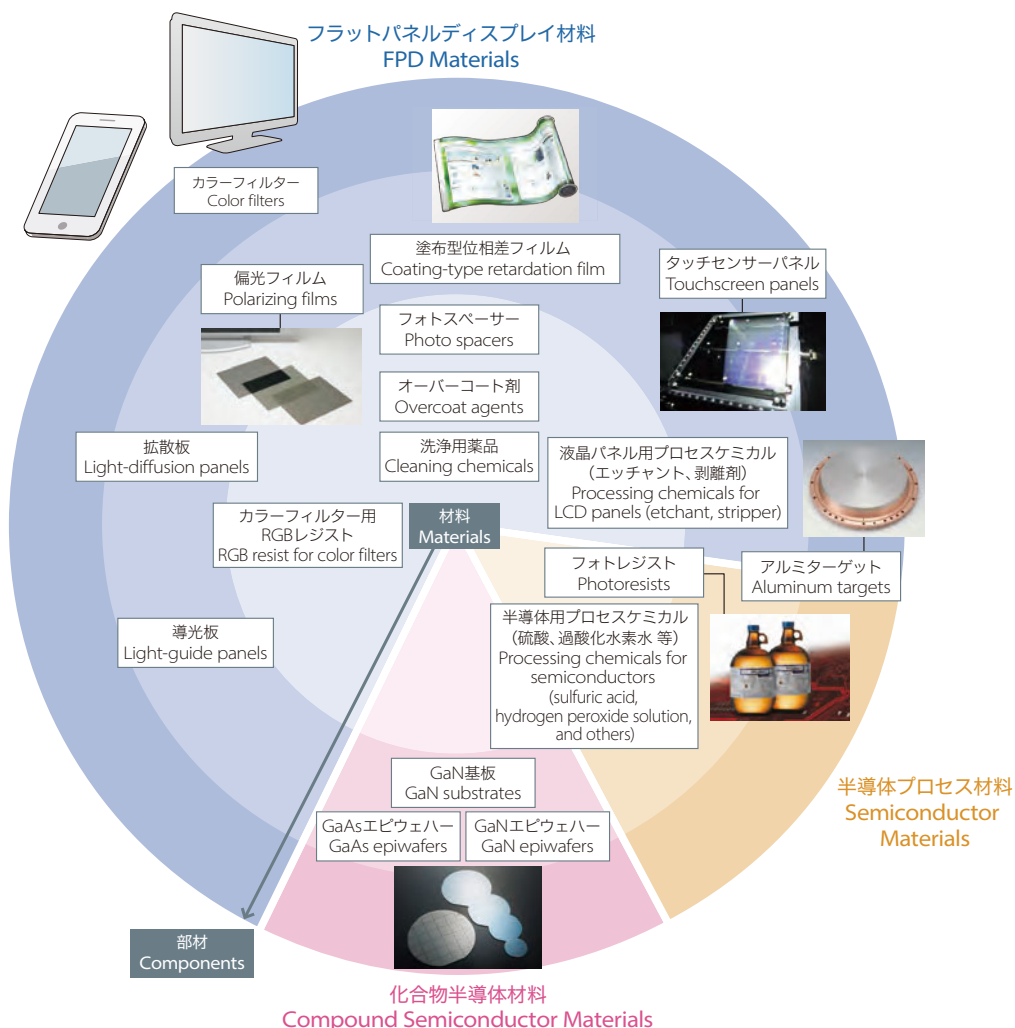 フラットパネルディスプレイ材料
FPD Materials
カラーフィルター
Color filters
塗布型位相差フィルム
Coating-type retardation film
タッチセンサーパネル
Touchscreen panels
偏光フィルム
Polarizing films
フォトスペーサー
Photo spacers
オーバーコート剤
Overcoat agents
拡散板
Light-diffusion panels
洗浄用薬品
Cleaning chemicals
液晶パネル用プロセスケミカル
（エッチャント、剥離剤）
Processing chemicals for
LCD panels (etchant, stripper)
カラーフィルター用
RGBレジスト
RGB resist for color filters
材料
Materials
フォトレジスト
Photoresists
アルミターゲット
Aluminum targets
導光板
Light-guide panels
半導体用プロセスケミカル
（硫酸、過酸化水素水 等）
Processing chemicals for
semiconductors
(sulfuric acid,
hydrogen peroxide solution,
and others)
GaN基板
GaN substrates
GaAsエピウェハー
GaAs epiwafers
GaNエピウェハー
GaN epiwafers
半導体プロセス材料
Semiconductor
Materials
部材
Components
化合物半導体材料
Compound Semiconductor Materials